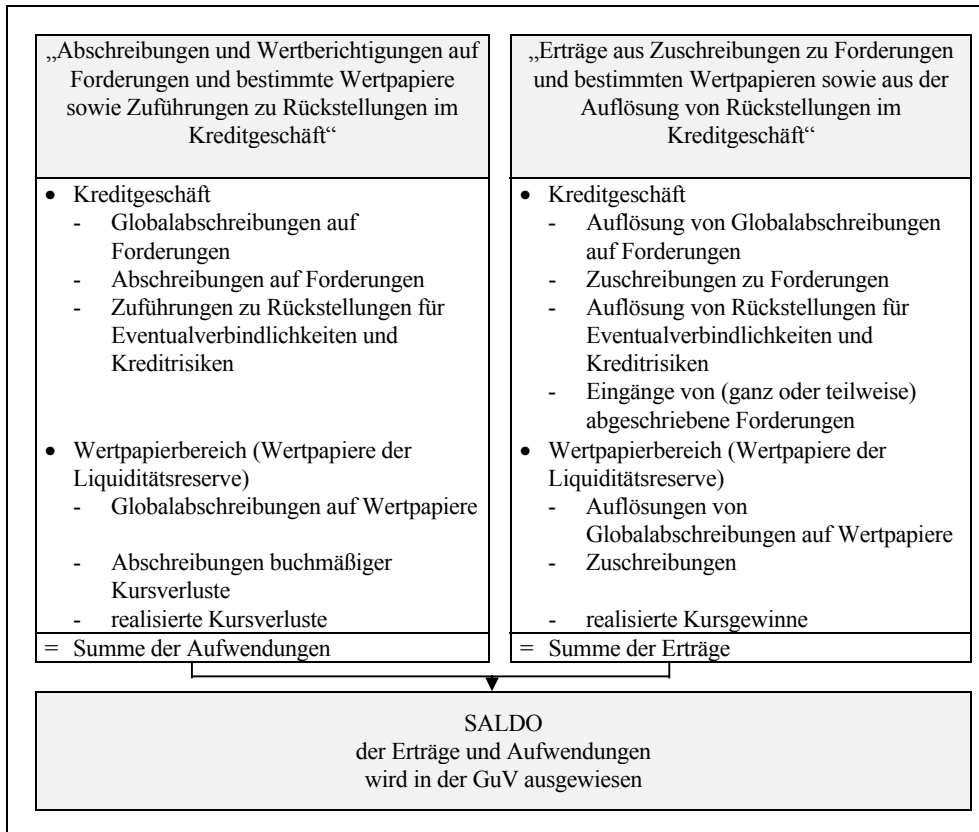 „Abschreibungen und Wertberichtigungen auf
Forderungen und bestimmte Wertpapiere
sowie Zuführungen zu Rückstellungen im
Kreditgeschäft“
• Kreditgeschäft
- Globalabschreibungen auf
Forderungen
- Abschreibungen auf Forderungen
- Zuführungen zu Rückstellungen für
Eventualverbindlichkeiten und
Kreditrisiken
• Wertpapierbereich (Wertpapiere der
Liquiditätsreserve)
- Globalabschreibungen auf Wertpapiere
- Abschreibungen buchmäßiger
Kursverluste
- realisierte Kursverluste
= Summe der Aufwendungen
„Erträge aus Zuschreibungen zu Forderungen
und bestimmten Wertpapieren sowie aus der
Auflösung von Rückstellungen im
Kreditgeschäft“
• Kreditgeschäft
- Auflösung von Globalabschreibungen
auf Forderungen
- Zuschreibungen zu Forderungen
- Auflösung von Rückstellungen für
Eventualverbindlichkeiten und
Kreditrisiken
- Eingänge von (ganz oder teilweise)
abgeschriebene Forderungen
• Wertpapierbereich (Wertpapiere der
Liquiditätsreserve)
- Auflösungen von
Globalabschreibungen auf Wertpapiere
- Zuschreibungen
- realisierte Kursgewinne
= Summe der Erträge
SALDO
der Erträge und Aufwendungen
wird in der GuV ausgewiesen